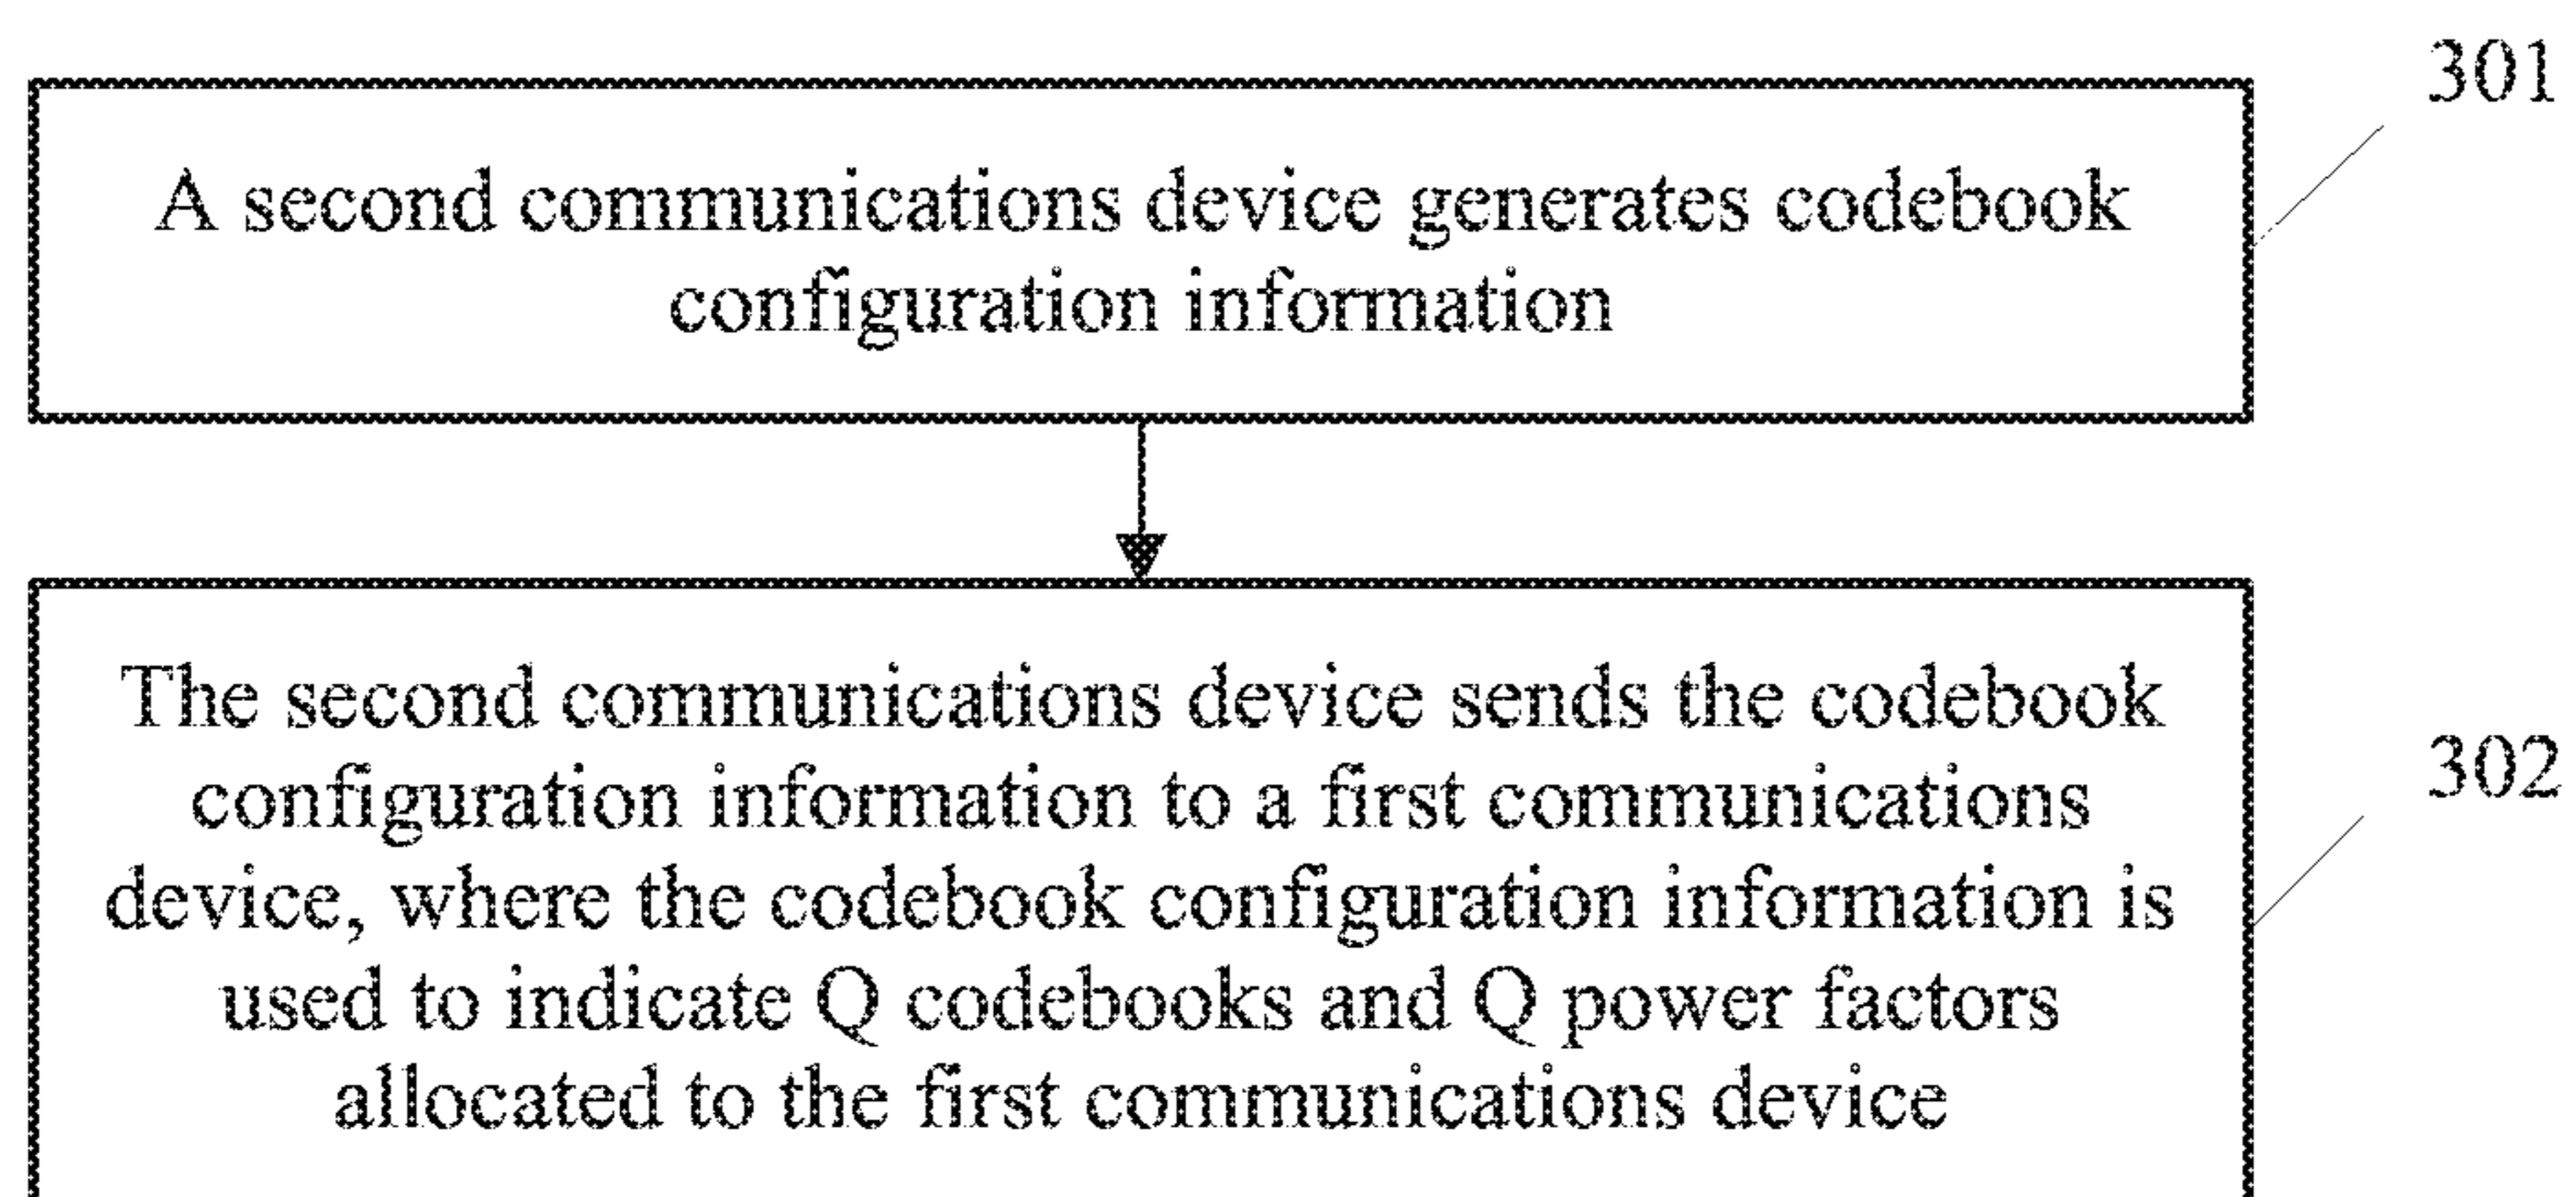 301
A second communications device generates codebook
configuration information
The second communications device sends the codebook
configuration information to a first communications
device, where the codebook configuration information is
used to indicate Q codebooks and Q power factors
allocated to the first communications device
302